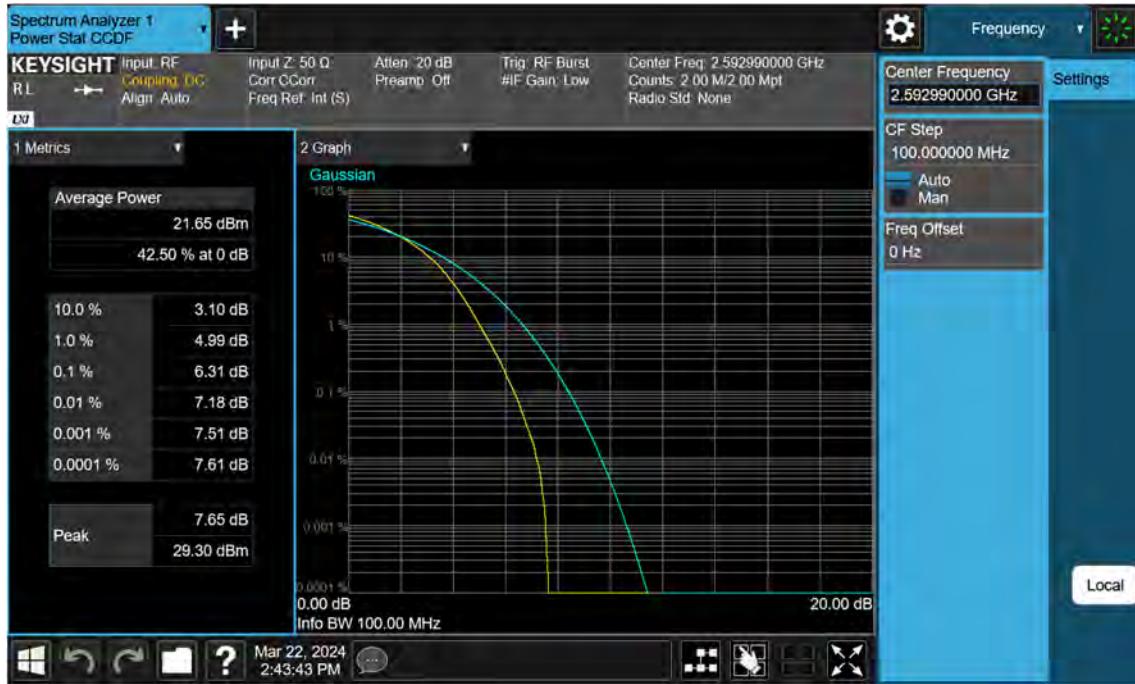 Spectrum Analyzer 1
Power Stat CCDF
+
Frequency
KEYSIGHT
RL
LXI
Input: RF
Coupling: DC
Align: Auto
Input Z: 50 Ω
Corr CCorr
Freq Ref: Int (S)
Atten: 20 dB
Preamp: Off
Trig: RF Burst
#IF Gain: Low
Center Freq: 2.592990000 GHz
Counts: 2.00 M/2.00 Mpt
Radio Std: None
Center Frequency
2.592990000 GHz
Settings
CF Step
100.000000 MHz
Auto
Man
Freq Offset
0 Hz
1 Metrics
Average Power
21.65 dBm
42.50 % at 0 dB
10.0 % 3.10 dB
1.0 % 4.99 dB
0.1 % 6.31 dB
0.01 % 7.18 dB
0.001 % 7.51 dB
0.0001 % 7.61 dB
Peak
7.65 dB
29.30 dBm
2 Graph
Gaussian
100 %
10 %
1 %
0.1 %
0.01 %
0.001 %
0.0001 %
0.00 dB 20.00 dB
Info BW 100.00 MHz
Local
?
Mar 22, 2024
2:43:43 PM